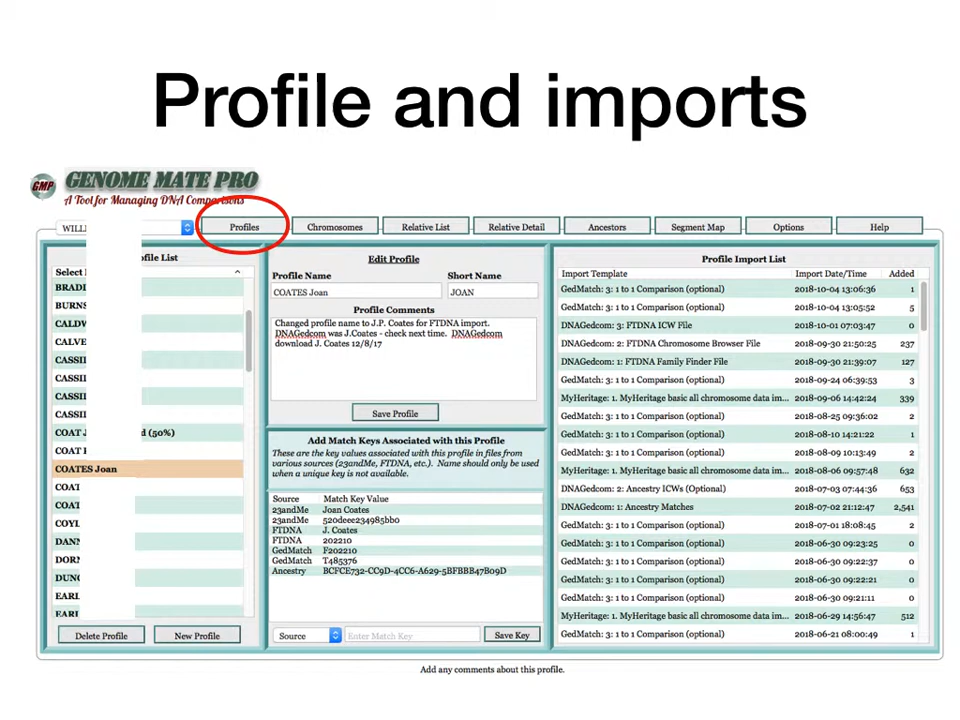 Profile and imports
GMP
GENOME MATE PRO
A Tool for Managing DNA Comparisons
Profiles
Chromosomes
Relative List
Relative Detail
Ancestors
Segment Map
Options
Help
Select
BURNS
COAT
(50%)
COATES Joan
COAT
COAT
EARL
EARL
Delete Profile
New Profile
Edit Profile
Profile Name
Short Name
COATES Joan
JOAN
Profile Comments
Changed profile name to J.P. Coates for FTDNA import.
DNAGedcom was J.Coates - check next time. DNAGedcom
download J. Coates 12/8/17
Save Profile
Add Match Keys Associated with this Profile
These are the key values associated with this profile in files from
various sources (23andMe, FTDNA, etc.). Name should only be used
when a unique key is not available.
Source Match Key Value
23andMe Joan Coates
23andMe 520deee234985bb0
FTDNA J. Coates
FTDNA 202210
GedMatch F202210
GedMatch T485376
Ancestry BCFCE732-CC9D-4CC6-A629-5BFBBB47B09D
Source
Enter Match Key
Save Key
Profile Import List
Import Template Import Date/Time Added
GedMatch: 3: 1 to 1 Comparison (optional) 2018-10-04 13:06:36 1
GedMatch: 3: 1 to 1 Comparison (optional) 2018-10-04 13:05:52 5
DNAGedcom: 3: FTDNA ICW File 2018-10-01 07:03:47 0
DNAGedcom: 2: FTDNA Chromosome Browser File 2018-09-30 21:50:25 237
DNAGedcom: 1: FTDNA Family Finder File 2018-09-30 21:39:07 127
GedMatch: 3: 1 to 1 Comparison (optional) 2018-09-24 06:39:53 3
MyHeritage: 1. MyHeritage basic all chromosome data im... 2018-09-06 14:42:24 339
GedMatch: 3: 1 to 1 Comparison (optional) 2018-08-25 09:36:02 2
GedMatch: 3: 1 to 1 Comparison (optional) 2018-08-10 14:21:22 1
GedMatch: 3: 1 to 1 Comparison (optional) 2018-08-09 10:13:49 2
MyHeritage: 1. MyHeritage basic all chromosome data im... 2018-08-06 09:57:48 632
DNAGedcom: 2: Ancestry ICWs (Optional) 2018-07-03 07:44:36 653
DNAGedcom: 1: Ancestry Matches 2018-07-02 21:12:47 2,541
GedMatch: 3: 1 to 1 Comparison (optional) 2018-07-01 18:08:45 2
GedMatch: 3: 1 to 1 Comparison (optional) 2018-06-30 09:23:25 0
GedMatch: 3: 1 to 1 Comparison (optional) 2018-06-30 09:22:37 0
GedMatch: 3: 1 to 1 Comparison (optional) 2018-06-30 09:22:21 0
GedMatch: 3: 1 to 1 Comparison (optional) 2018-06-30 09:21:11 0
MyHeritage: 1. MyHeritage basic all chromosome data im... 2018-06-29 14:56:47 512
GedMatch: 3: 1 to 1 Comparison (optional) 2018-06-21 08:00:49 1
Add any comments about this profile.